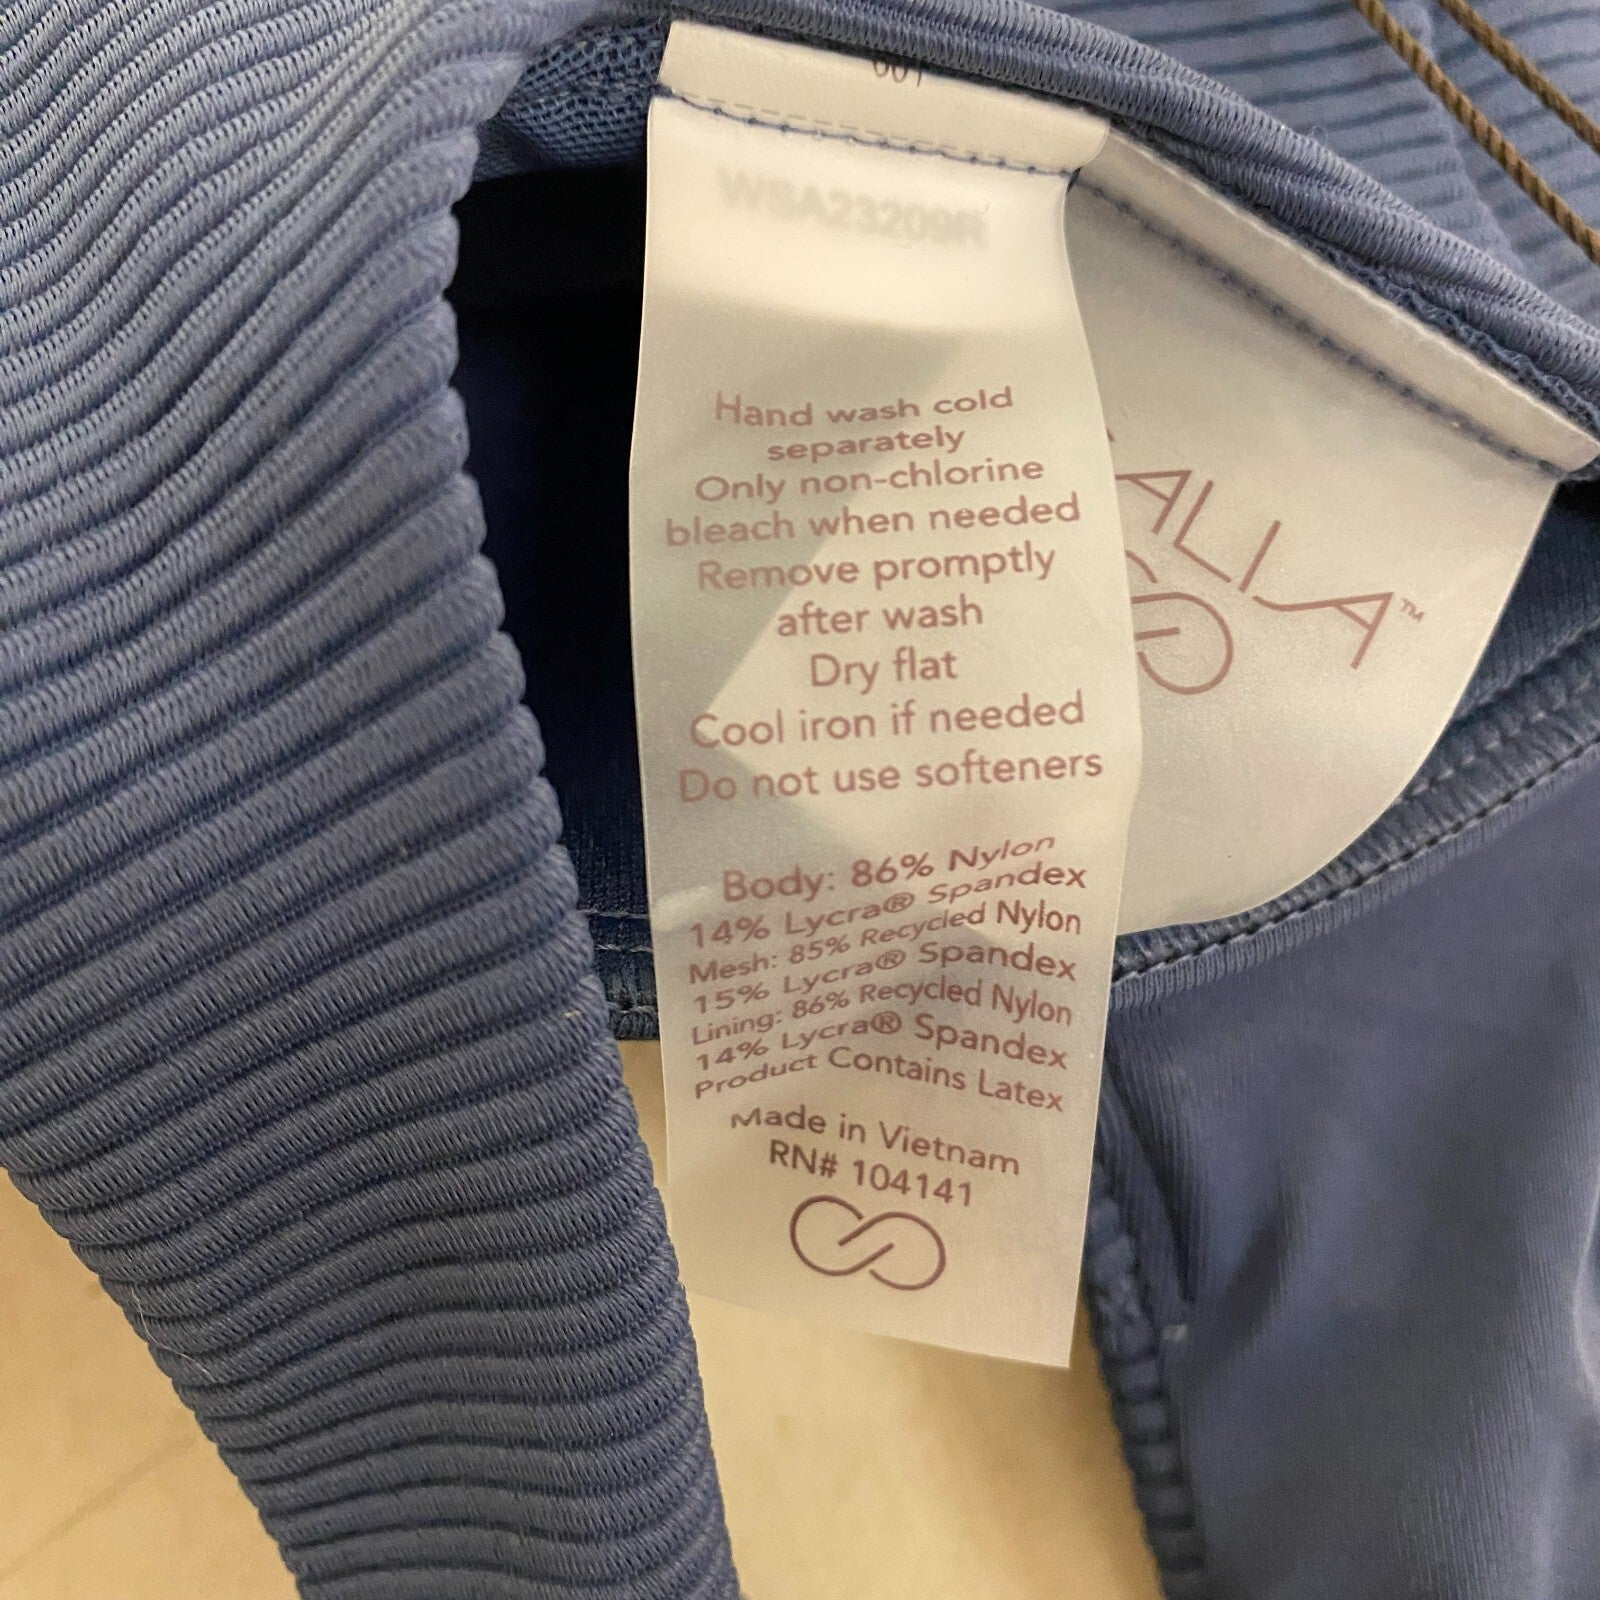 Hand wash cold
separately
Only non-chlorine
bleach when needed
Remove promptly
after wash
Dry flat
Cool iron if needed
Do not use softeners
Body: 86% Nylon
14% Lycra® Spandex
Mesh: 85% Recycled Nylon
15% Lycra® Spandex
Lining: 86% Recycled Nylon
14% Lycra® Spandex
Product Contains Latex
Made in Vietnam
RN# 104141
ALIA™